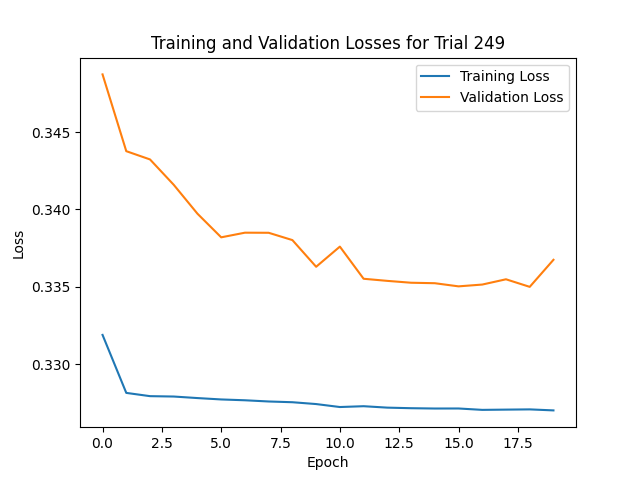 Training and Validation Losses for Trial 249
Training Loss
Validation Loss
Loss
0.345
0.340
0.335
0.330
0.0 2.5 5.0 7.5 10.0 12.5 15.0 17.5
Epoch